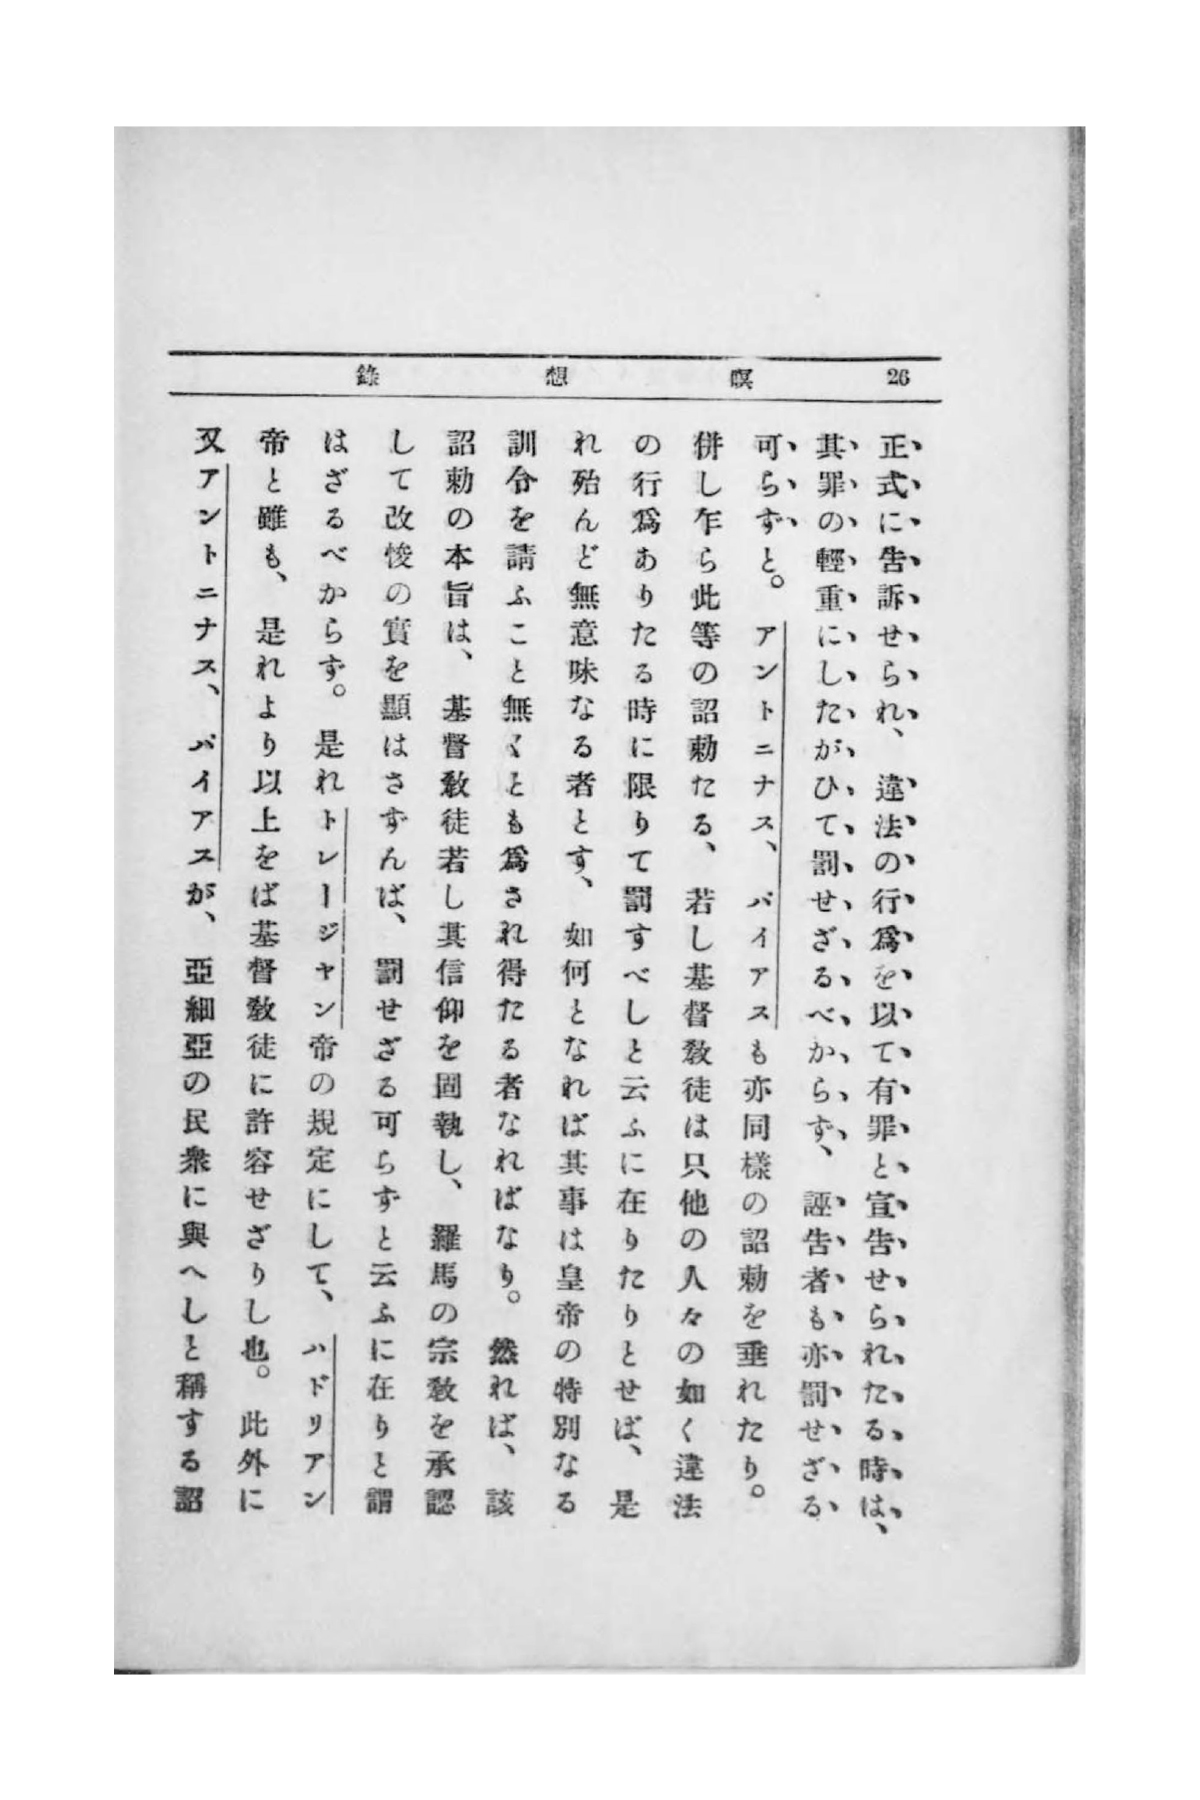 26 瞑想錄
正式に告訴せられ、違法の行爲を以て有罪と宣告せられたる時は、
其罪の輕重にしたがひて罰せざるべからず、誣告者も亦罰せざる
可らずと。アントニナス、パイアスも亦同樣の詔勅を垂れたり。
併し乍ら此等の詔勅たる、若し基督敎徒は只他の人々の如く違法
の行爲ありたる時に限りて罰すべしと云ふに在りたりとせば、是
れ殆んど無意味なる者とす、如何となれば其事は皇帝の特別なる
訓令を請ふこと無くとも爲され得たる者なればなり。然れば、該
詔勅の本旨は、基督敎徒若し其信仰を固執し、羅馬の宗敎を承認
して改悛の實を顯はさずんば、罰せざる可らずと云ふに在りと謂
はざるべからず。是れトレージヤン帝の規定にして、ハドリアン
帝と雖も、是れより以上をば基督敎徒に許容せざりし也。此外に
又アントニナス、パイアスが、亞細亞の民衆に與へしと稱する詔